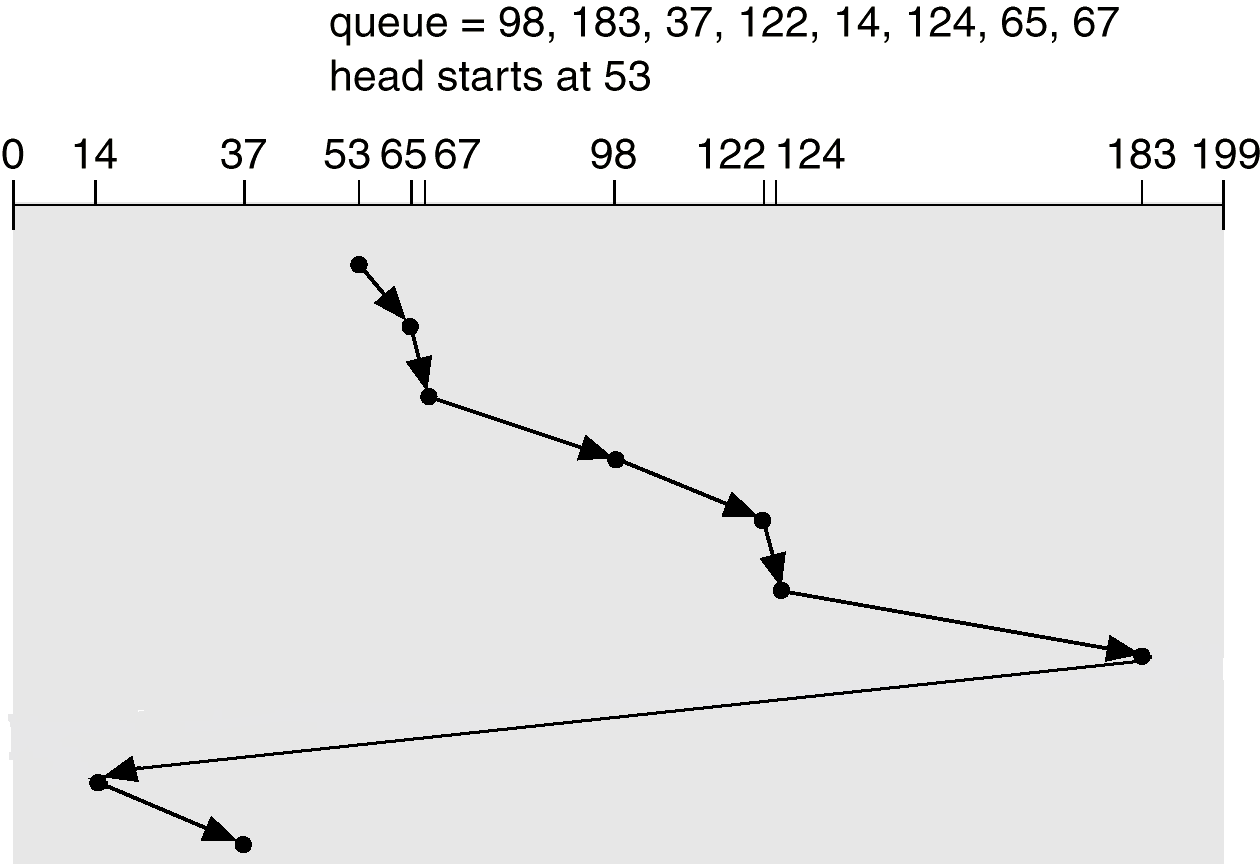 queue = 98, 183, 37, 122, 14, 124, 65, 67
head starts at 53
0 14 37 53 65 67 98 122 124 183 199